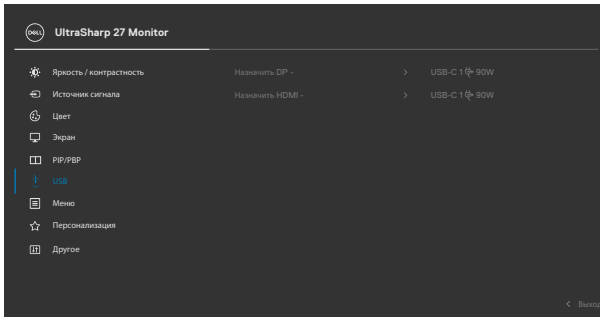 DELL
UltraSharp 27 Monitor
Яркость / контрастность
Назначить DP - > USB-C 1 90W
Источник сигнала
Назначить HDMI - > USB-C 1 90W
Цвет
Экран
PIP/PBP
USB
Меню
Персонализация
Другое
< Выход